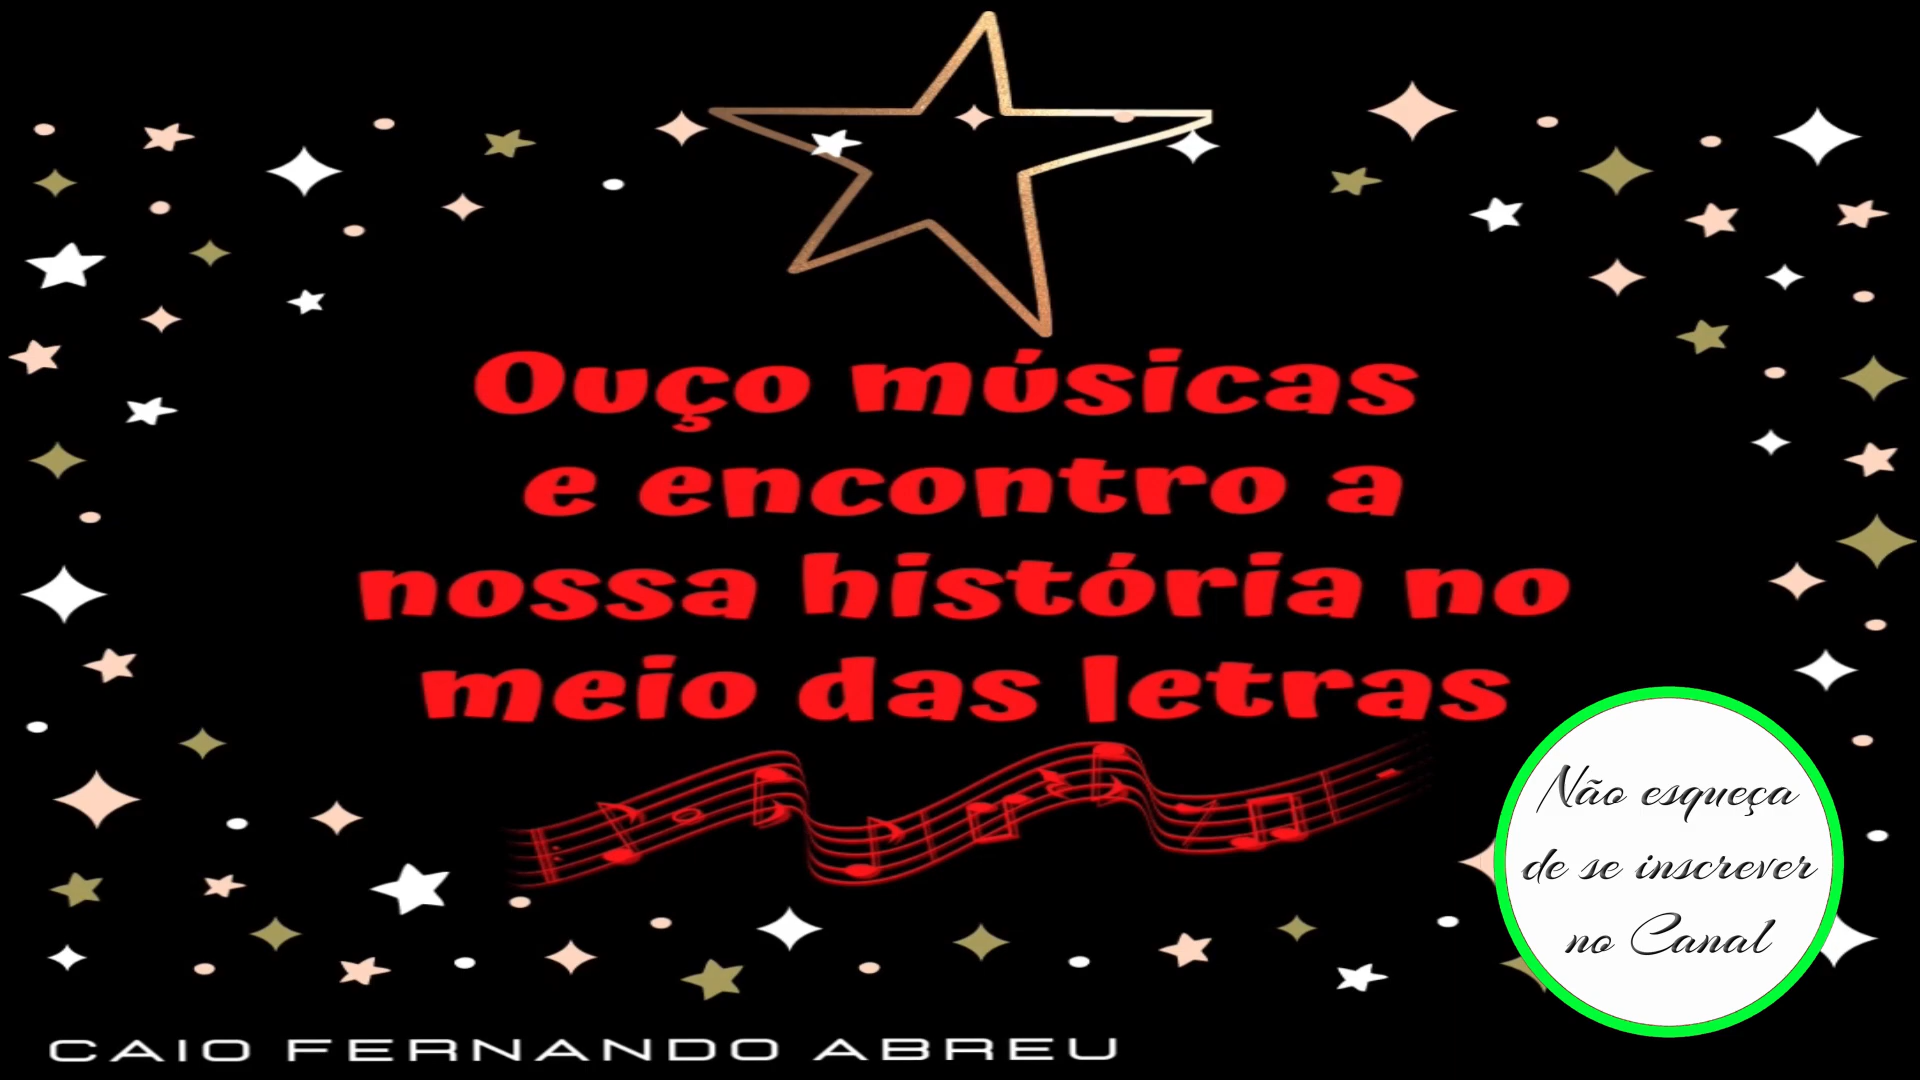 Ouço músicas
e encontro a
nossa história no
meio das letras
Não esqueça
de se inscrever
no Canal
CAIO FERNANDO ABREU